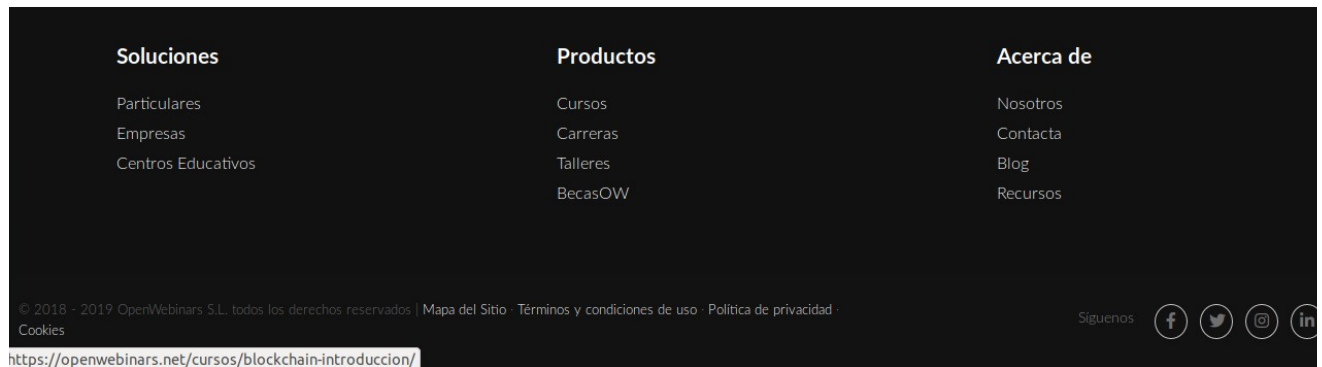 Soluciones
Particulares
Empresas
Centros Educativos
Productos
Cursos
Carreras
Talleres
BecasOW
Acerca de
Nosotros
Contacta
Blog
Recursos
© 2018 - 2019 OpenWebinars S.L. todos los derechos reservados | Mapa del Sitio · Términos y condiciones de uso · Política de privacidad ·
Cookies
Síguenos
https://openwebinars.net/cursos/blockchain-introduccion/